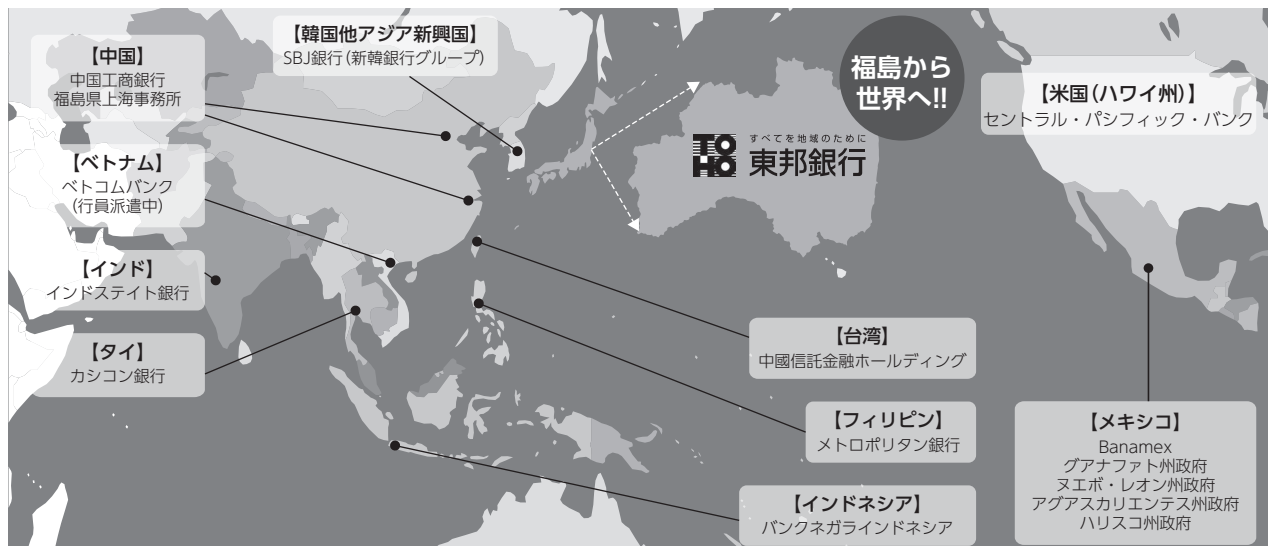 【中国】
中国工商銀行
福島県上海事務所
【韓国他アジア新興国】
SBJ銀行(新韓銀行グループ)
福島から
世界へ!!
【米国(ハワイ州)】
セントラル・パシフィック・バンク
【ベトナム】
ベトコムバンク
(行員派遣中)
TOHO
すべてを地域のために
東邦銀行
【インド】
インドステイト銀行
【タイ】
カシコン銀行
【台湾】
中國信託金融ホールディング
【フィリピン】
メトロポリタン銀行
【インドネシア】
バンクネガラインドネシア
【メキシコ】
Banamex
グアナファト州政府
ヌエボ・レオン州政府
アグアスカリエンテス州政府
ハリスコ州政府